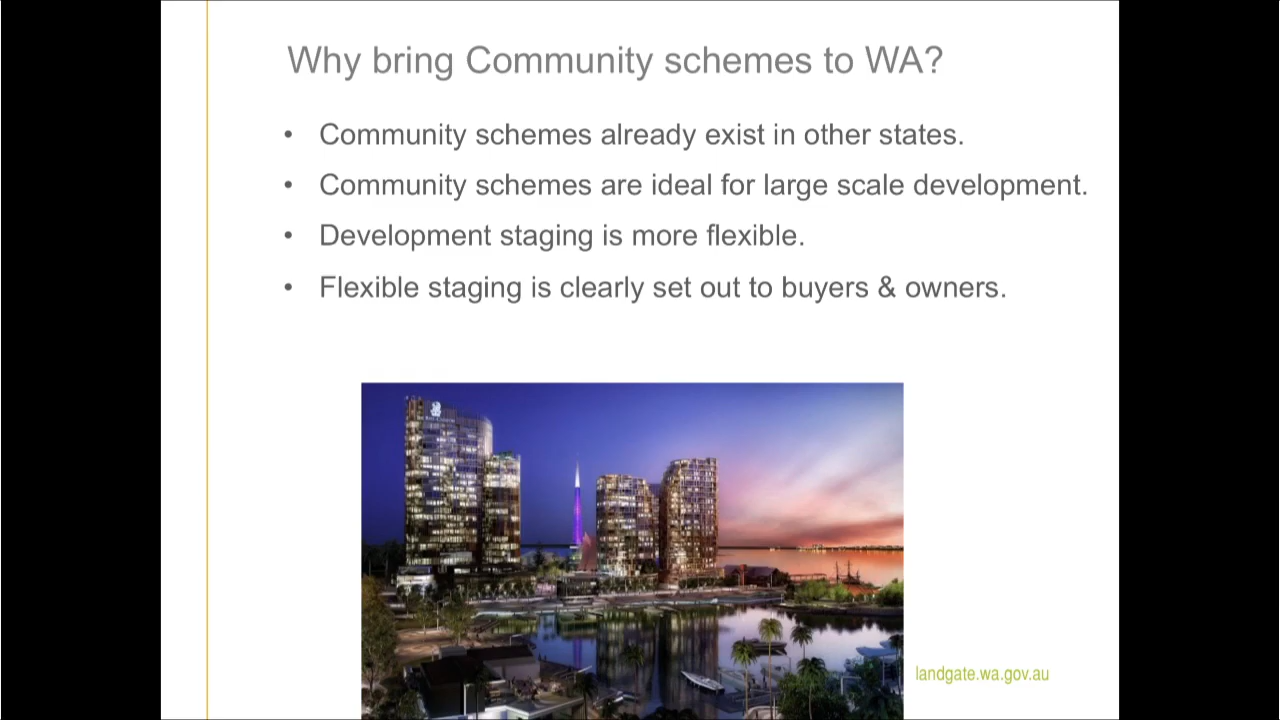 Why bring Community schemes to WA?
• Community schemes already exist in other states.
• Community schemes are ideal for large scale development.
• Development staging is more flexible.
• Flexible staging is clearly set out to buyers & owners.
landgate.wa.gov.au